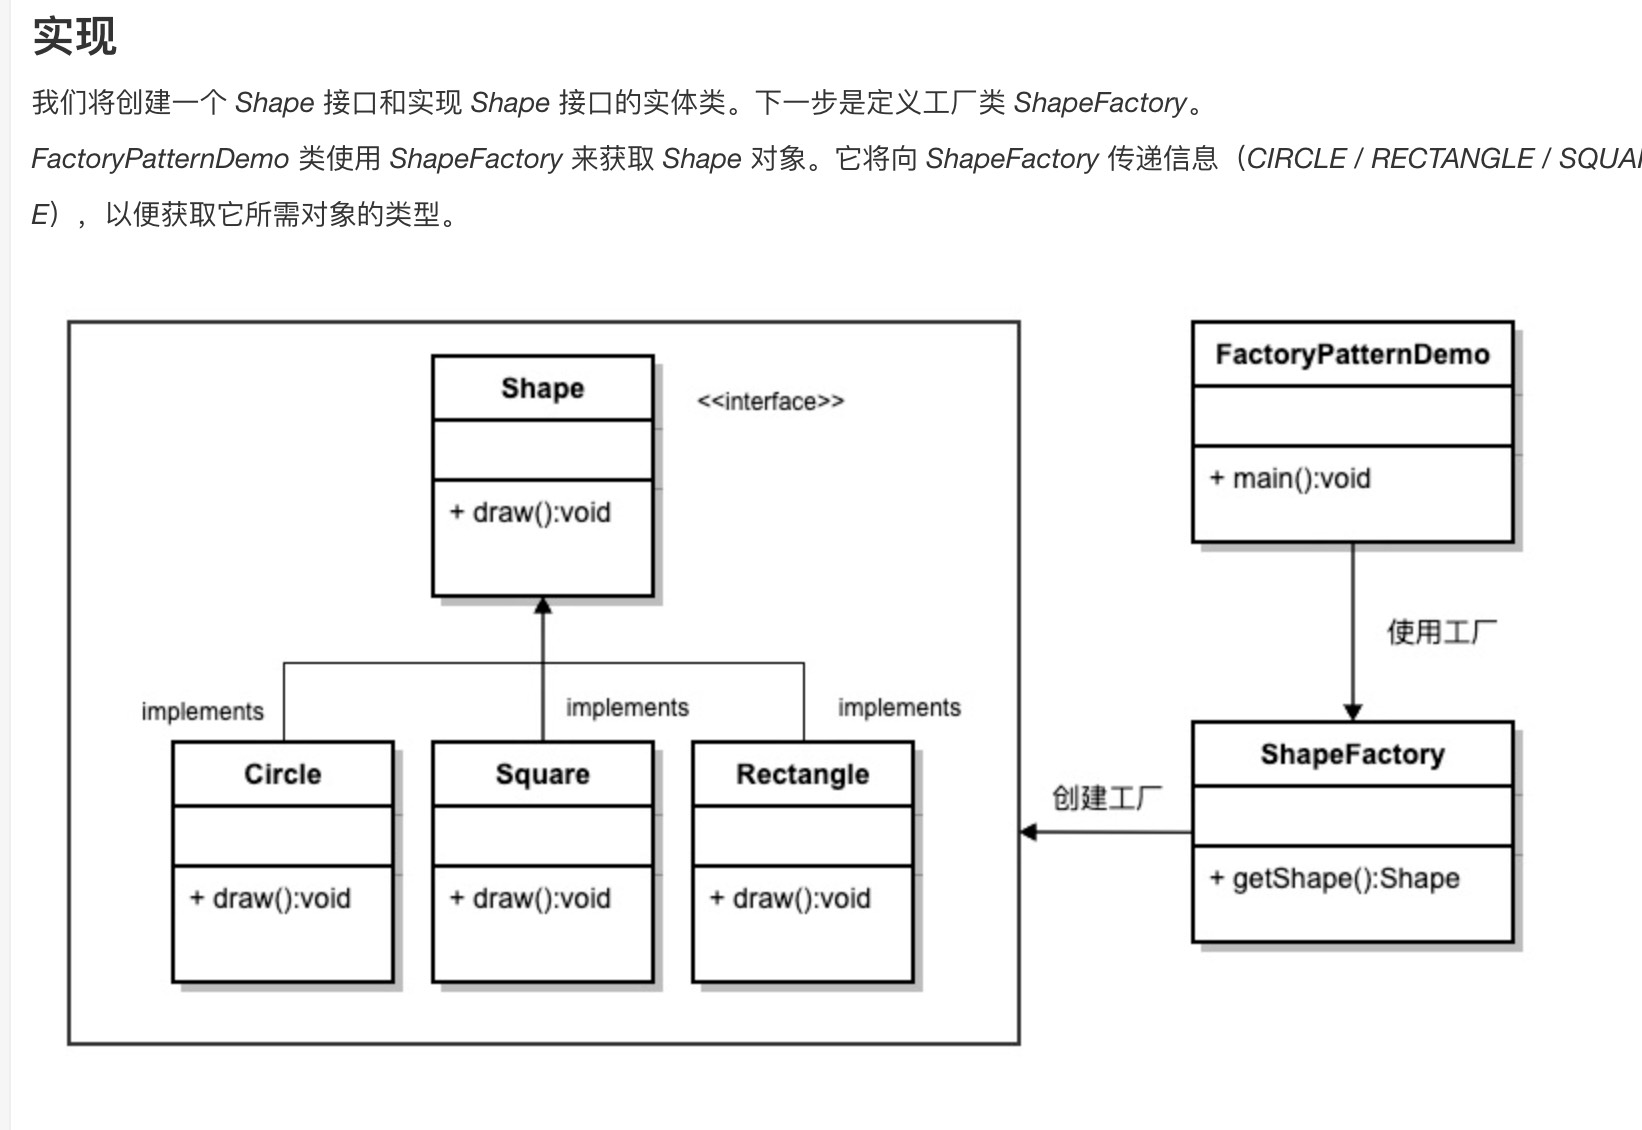 实现
我们将创建一个 Shape 接口和实现 Shape 接口的实体类。下一步是定义工厂类 ShapeFactory。
FactoryPatternDemo 类使用 ShapeFactory 来获取 Shape 对象。它将向 ShapeFactory 传递信息（CIRCLE / RECTANGLE / SQUAR
E），以便获取它所需对象的类型。
Shape
<<interface>>
+ draw():void
FactoryPatternDemo
+ main():void
使用工厂
implements
implements
implements
Circle
+ draw():void
Square
+ draw():void
Rectangle
+ draw():void
创建工厂
ShapeFactory
+ getShape():Shape